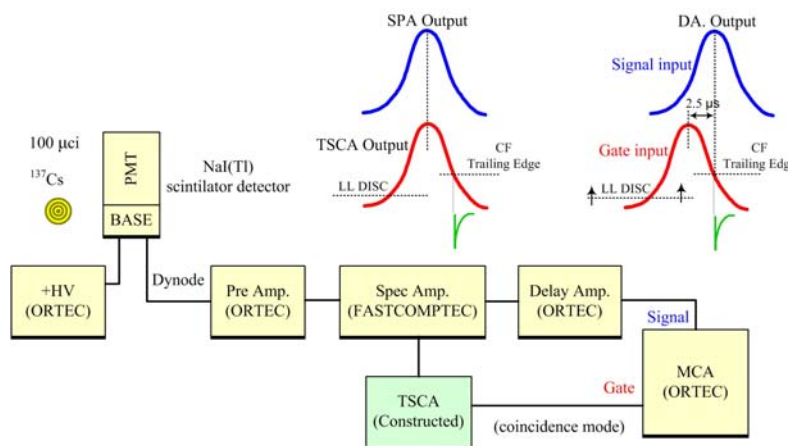 SPA Output
DA. Output
Signal input
2.5 µs
TSCA Output
CF
Trailing Edge
LL DISC
Gate input
CF
Trailing Edge
LL DISC
100 µci
137Cs
PMT
BASE
NaI(Tl)
scintilator detector
Dynode
+HV
(ORTEC)
Pre Amp.
(ORTEC)
Spec Amp.
(FASTCOMPTEC)
Delay Amp.
(ORTEC)
Signal
MCA
(ORTEC)
Gate
TSCA
(Constructed)
(coincidence mode)